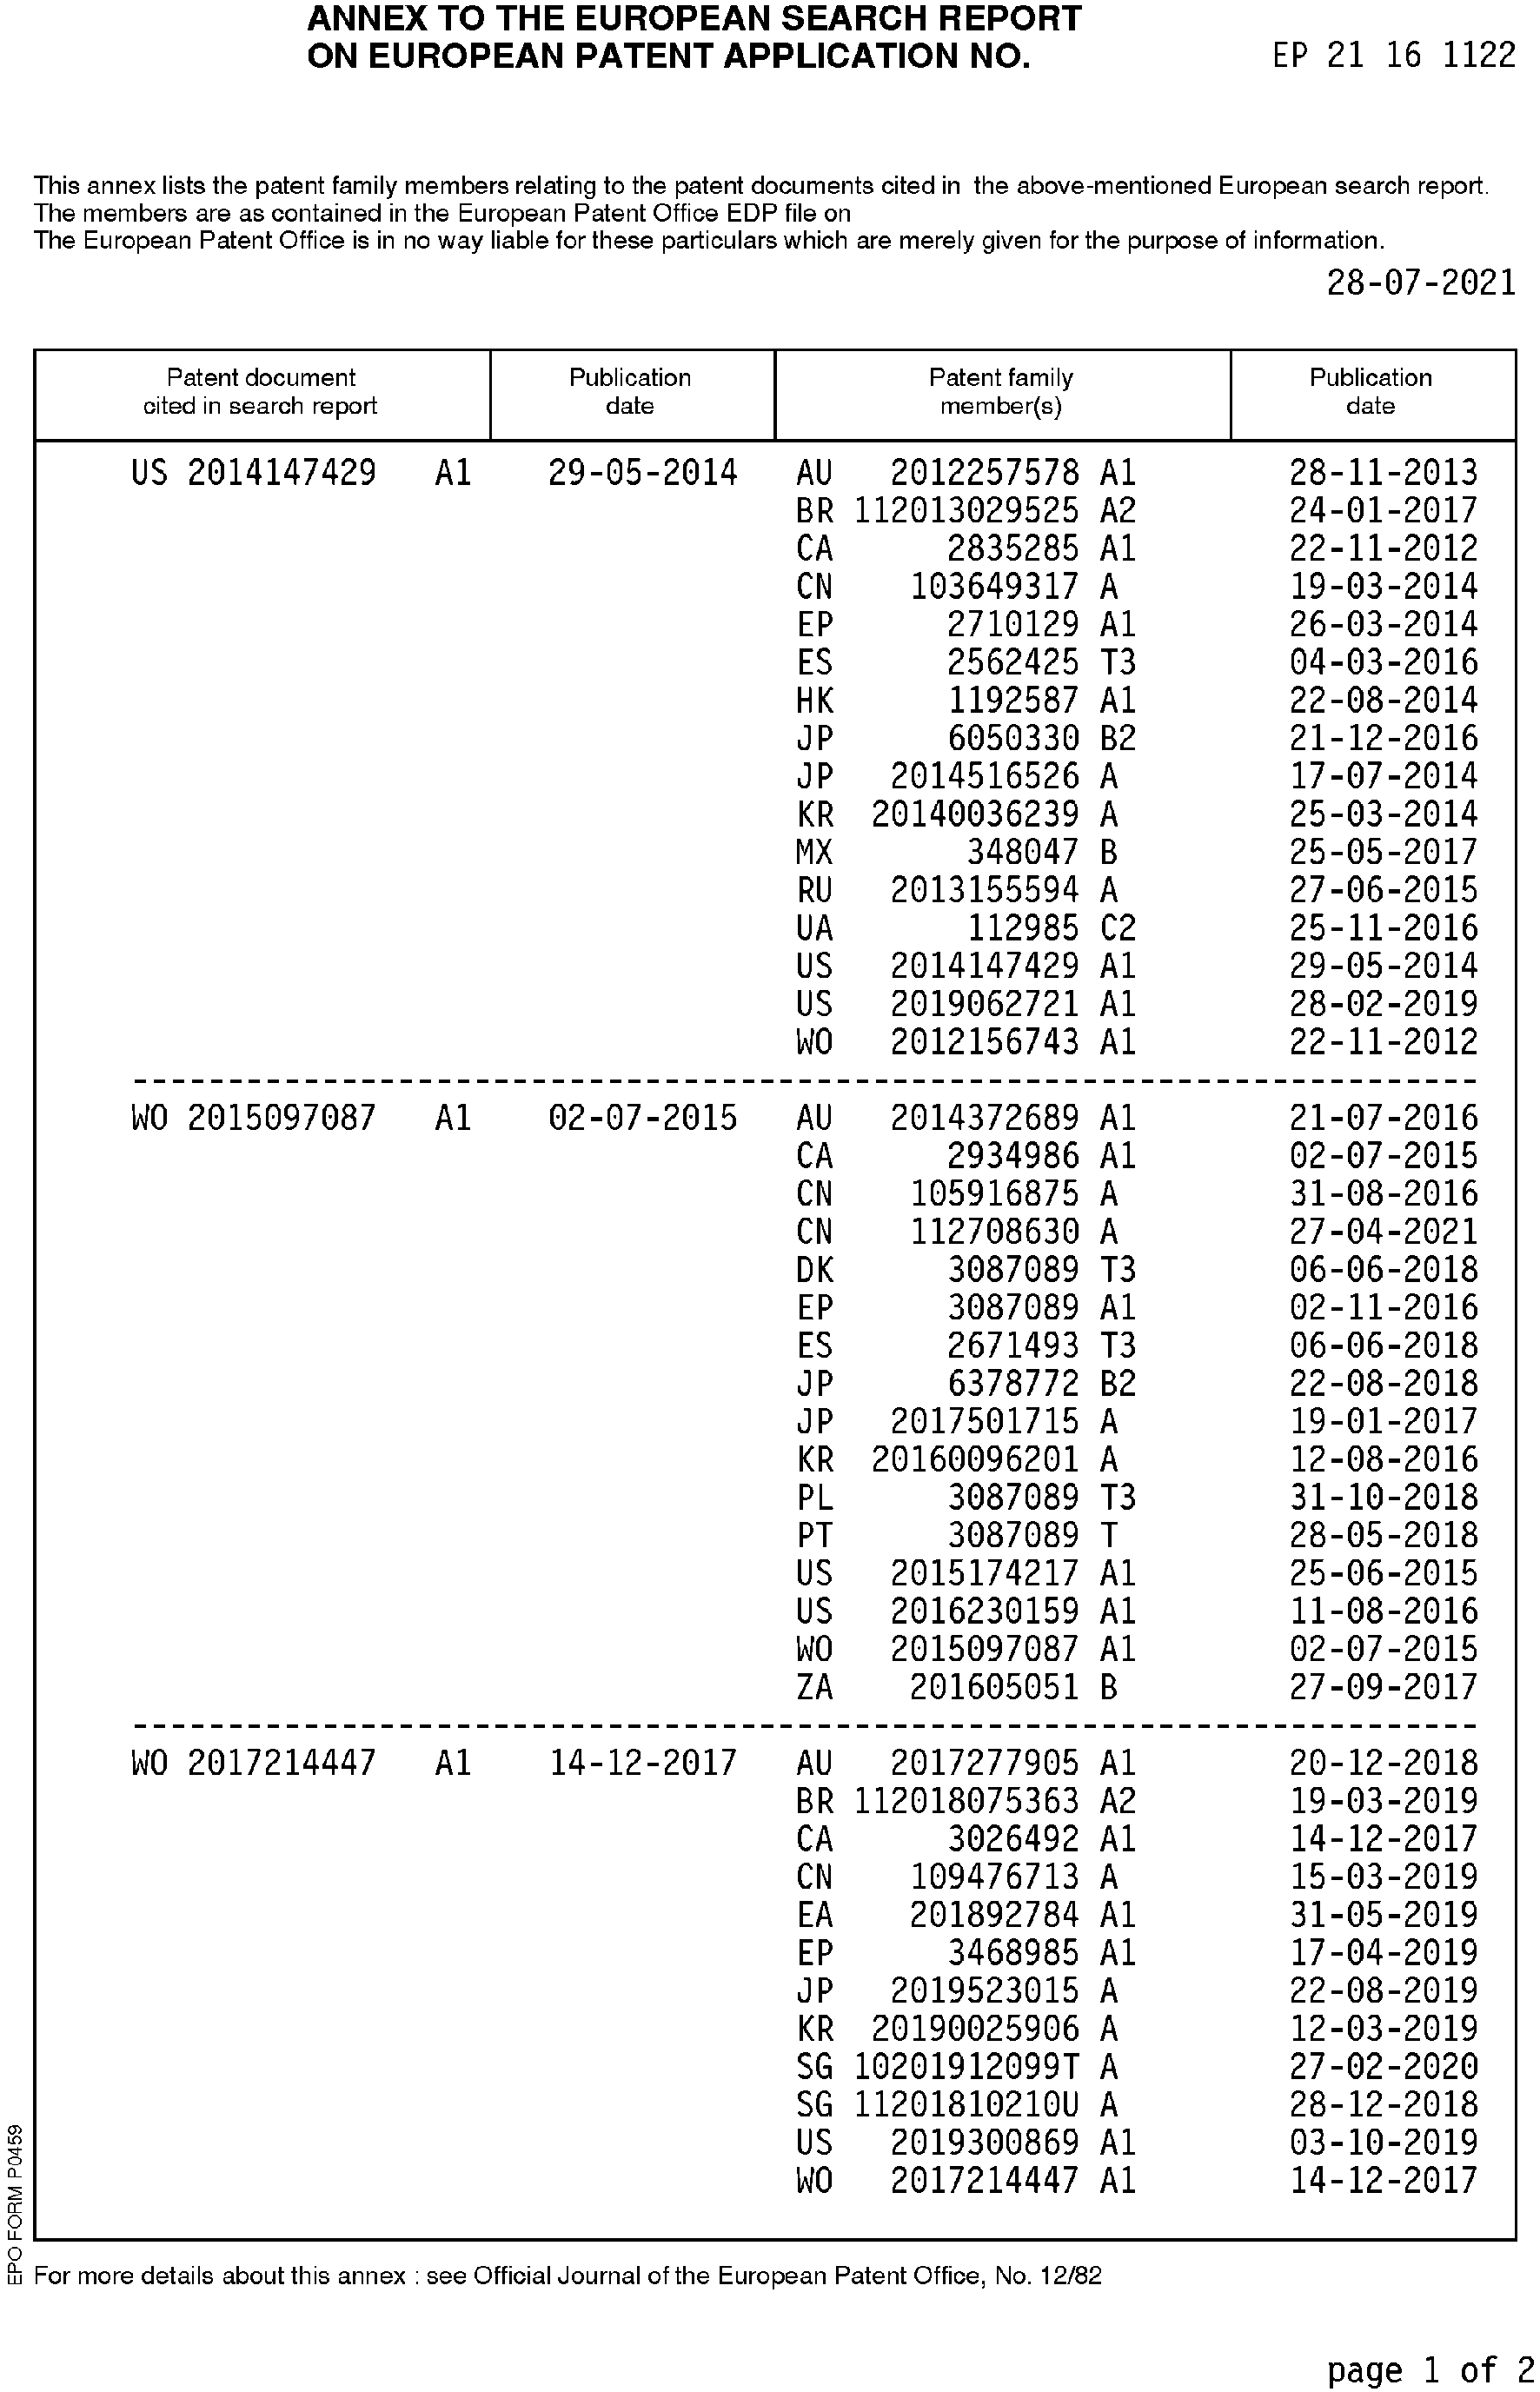 ANNEX TO THE EUROPEAN SEARCH REPORT
ON EUROPEAN PATENT APPLICATION NO. EP 21 16 1122
This annex lists the patent family members relating to the patent documents cited in the above-mentioned European search report.
The members are as contained in the European Patent Office EDP file on
The European Patent Office is in no way liable for these particulars which are merely given for the purpose of information.
28-07-2021
Patent document Publication Patent family Publication
cited in search report date member(s) date
US 2014147429 A1 29-05-2014 AU 2012257578 A1 28-11-2013
BR 112013029525 A2 24-01-2017
CA 2835285 A1 22-11-2012
CN 103649317 A 19-03-2014
EP 2710129 A1 26-03-2014
ES 2562425 T3 04-03-2016
HK 1192587 A1 22-08-2014
JP 6050330 B2 21-12-2016
JP 2014516526 A 17-07-2014
KR 20140036239 A 25-03-2014
MX 348047 B 25-05-2017
RU 2013155594 A 27-06-2015
UA 112985 C2 25-11-2016
US 2014147429 A1 29-05-2014
US 2019062721 A1 28-02-2019
WO 2012156743 A1 22-11-2012
WO 2015097087 A1 02-07-2015 AU 2014372689 A1 21-07-2016
CA 2934986 A1 02-07-2015
CN 105916875 A 31-08-2016
CN 112708630 A 27-04-2021
DK 3087089 T3 06-06-2018
EP 3087089 A1 02-11-2016
ES 2671493 T3 06-06-2018
JP 6378772 B2 22-08-2018
JP 2017501715 A 19-01-2017
KR 20160096201 A 12-08-2016
PL 3087089 T3 31-10-2018
PT 3087089 T 28-05-2018
US 2015174217 A1 25-06-2015
US 2016230159 A1 11-08-2016
WO 2015097087 A1 02-07-2015
ZA 201605051 B 27-09-2017
WO 2017214447 A1 14-12-2017 AU 2017277905 A1 20-12-2018
BR 112018075363 A2 19-03-2019
CA 3026492 A1 14-12-2017
CN 109476713 A 15-03-2019
EA 201892784 A1 31-05-2019
EP 3468985 A1 17-04-2019
JP 2019523015 A 22-08-2019
KR 20190025906 A 12-03-2019
SG 10201912099T A 27-02-2020
SG 11201810210U A 28-12-2018
US 2019300869 A1 03-10-2019
WO 2017214447 A1 14-12-2017
EPO FORM P0459
For more details about this annex : see Official Journal of the European Patent Office, No. 12/82
page 1 of 2